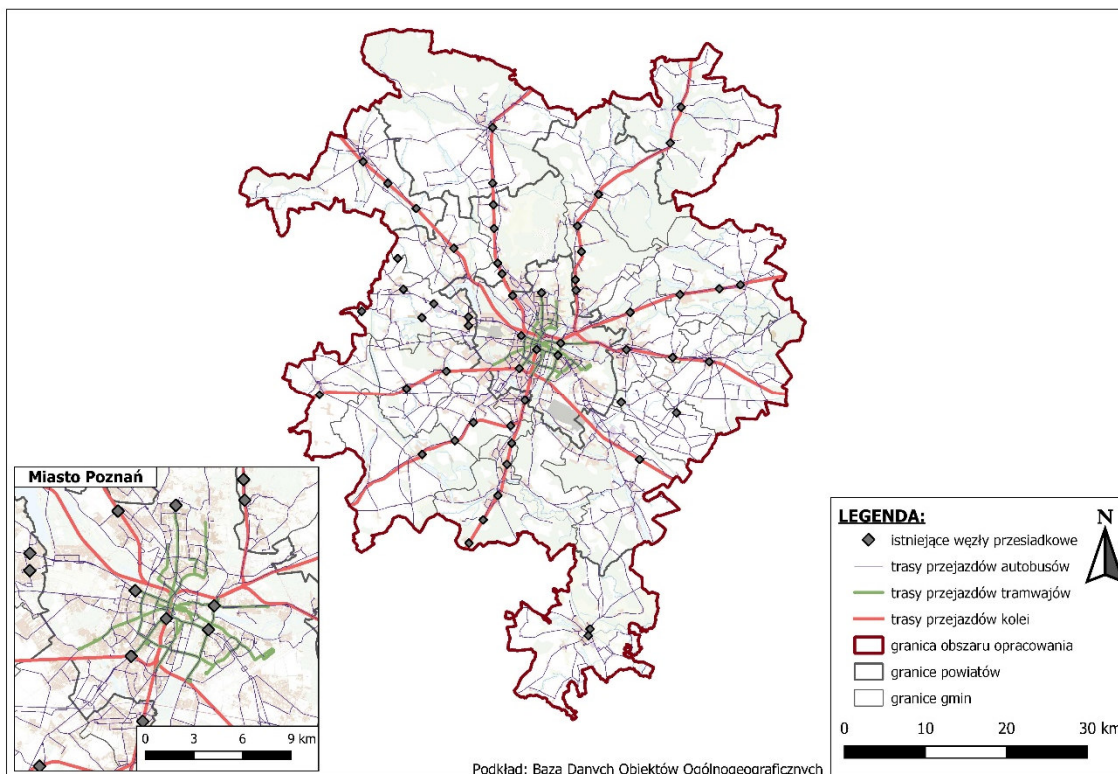 Miasto Poznań
0 3 6 9 km
LEGENDA:
N
istniejące węzły przesiadkowe
trasy przejazdów autobusów
trasy przejazdów tramwajów
trasy przejazdów kolei
granica obszaru opracowania
granice powiatów
granice gmin
0 10 20 30 km
Podkład: Baza Danych Obiektów Ogólnogeograficznych